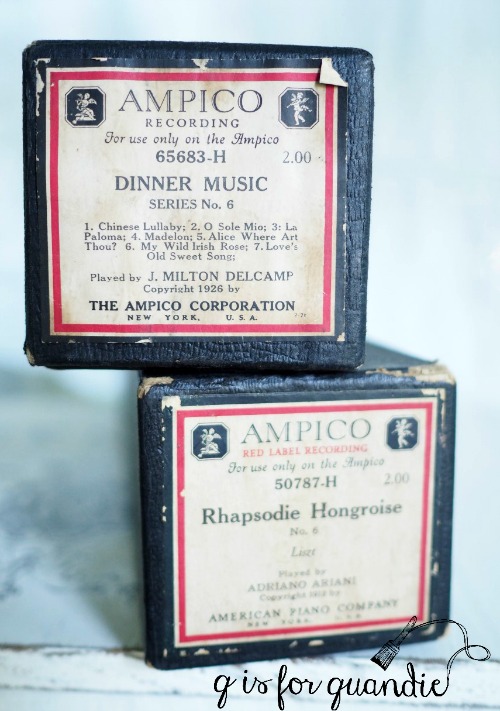 AMPICO
RECORDING
For use only on the Ampico
65683-H 2.00
DINNER MUSIC
SERIES No. 6
1. Chinese Lullaby; 2. O Sole Mio; 3: La
Paloma; 4. Madelon; 5. Alice Where Art
Thou? 6. My Wild Irish Rose; 7. Love's
Old Sweet Song;
Played by J. MILTON DELCAMP
Copyright 1926 by
THE AMPICO CORPORATION
NEW YORK, U.S.A.
AMPICO
RED LABEL RECORDING
For use only on the Ampico
50787-H 2.00
Rhapsodie Hongroise
No. 6
Liszt
Played by
ADRIANO ARIANI
Copyright by
AMERICAN PIANO COMPANY
NEW YORK, U.S.A.
g is for quandie